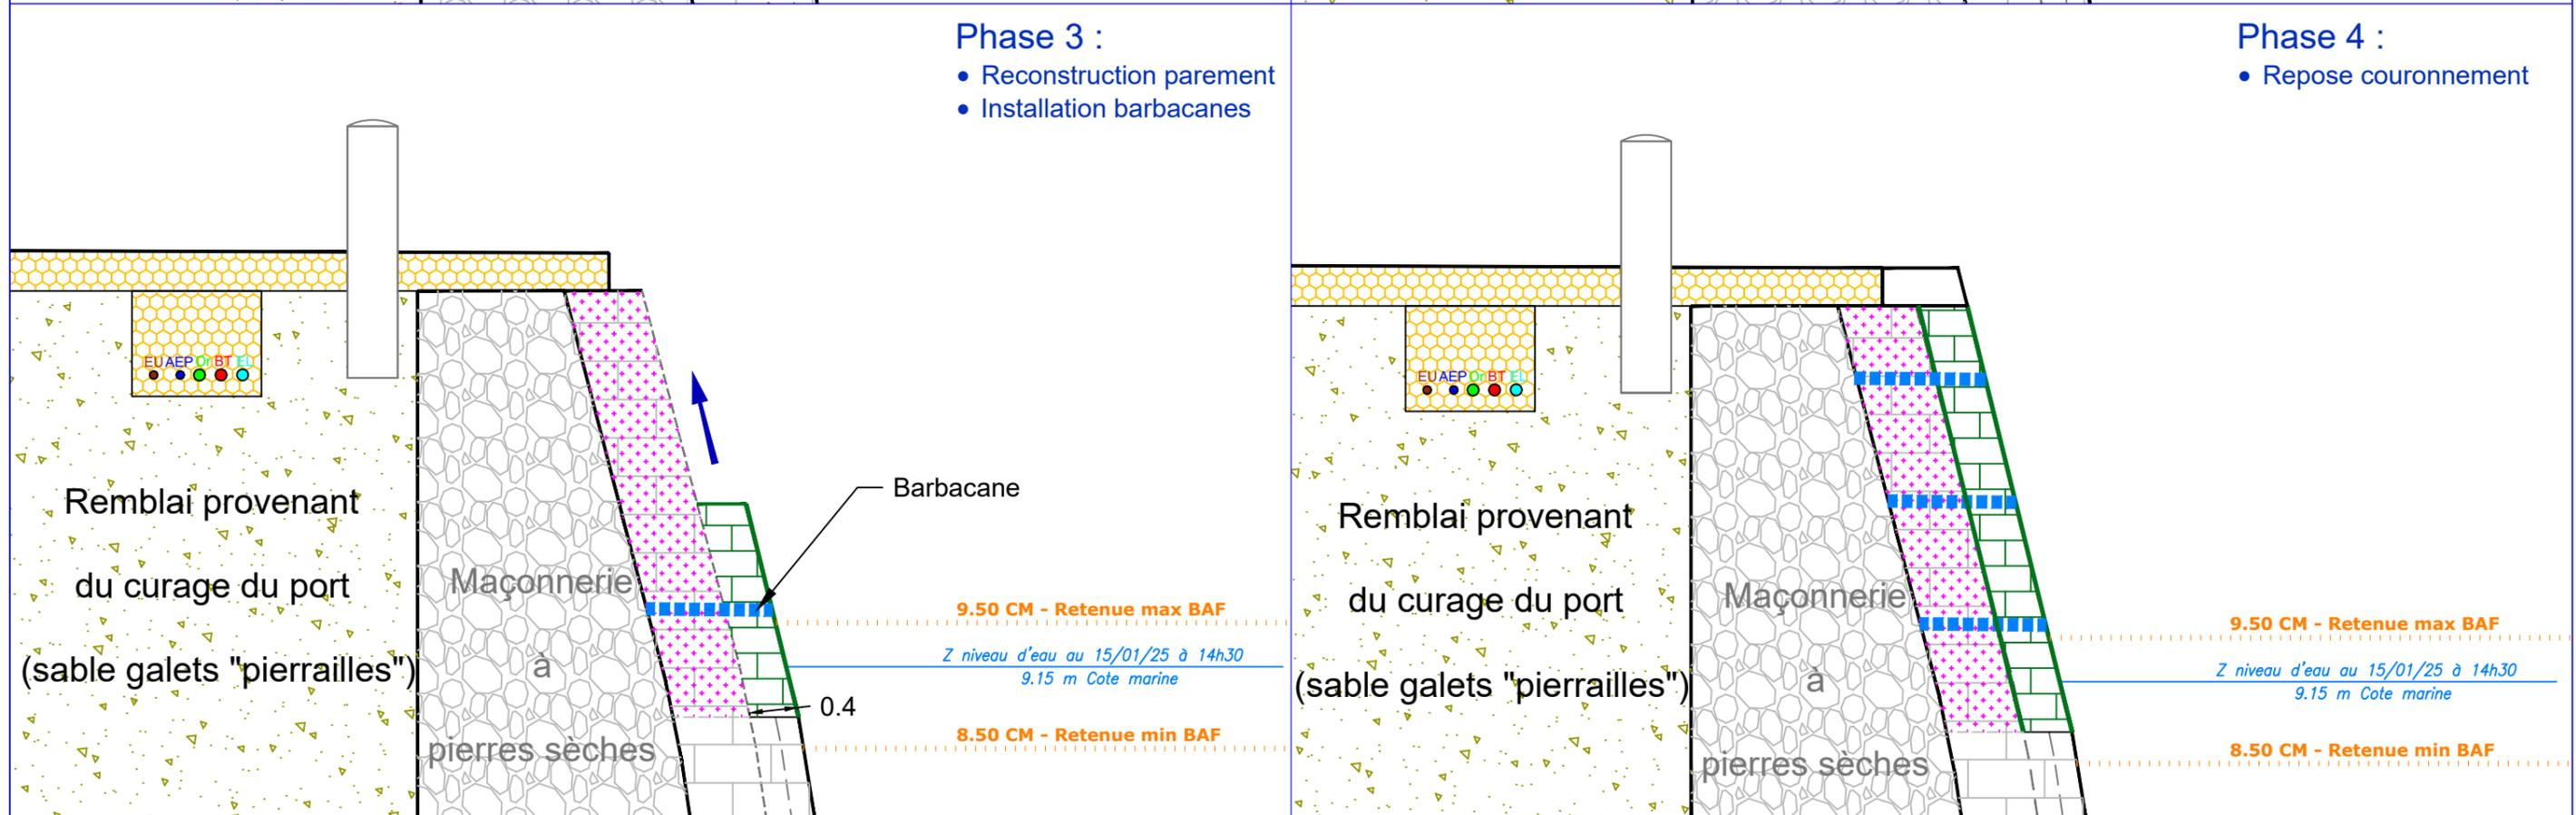 Phase 3 :
• Reconstruction parement
• Installation barbacanes
EU AEP Or BT EL
Barbacane
Remblai provenant
du curage du port
(sable galets "pierrailles")
Maçonnerie
à
pierres sèches
9.50 CM - Retenue max BAF
Z niveau d'eau au 15/01/25 à 14h30
9.15 m Cote marine
0.4
8.50 CM - Retenue min BAF
Phase 4 :
• Repose couronnement
EU AEP Or BT EL
Remblai provenant
du curage du port
(sable galets "pierrailles")
Maçonnerie
à
pierres sèches
9.50 CM - Retenue max BAF
Z niveau d'eau au 15/01/25 à 14h30
9.15 m Cote marine
8.50 CM - Retenue min BAF